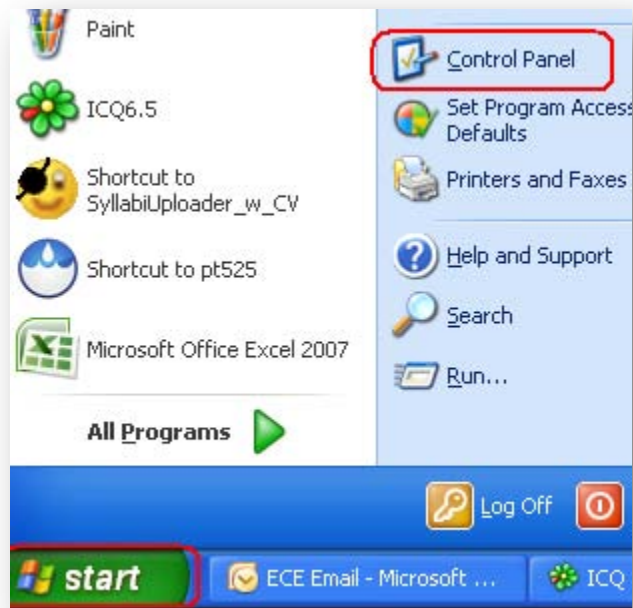 Paint
ICQ6.5
Shortcut to
SyllabiUploader_w_CV
Shortcut to pt525
Microsoft Office Excel 2007
All Programs
Control Panel
Set Program Access
Defaults
Printers and Faxes
Help and Support
Search
Run...
Log Off
start
ECE Email - Microsoft ...
ICQ